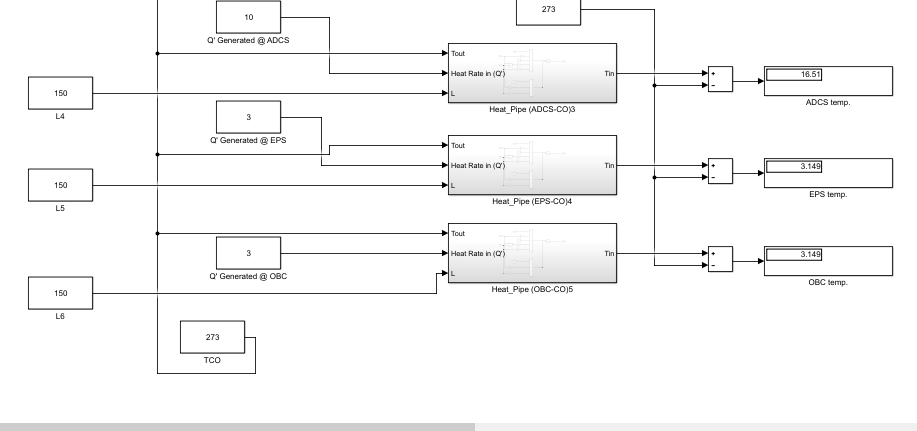 10
Q' Generated @ ADCS
273
Tout
Heat Rate in (Q')
L
Tin
Heat_Pipe (ADCS-CO)3
+
−
16.51
ADCS temp.
150
L4
3
Q' Generated @ EPS
Tout
Heat Rate in (Q')
L
Tin
Heat_Pipe (EPS-CO)4
+
−
3.149
EPS temp.
150
L5
3
Q' Generated @ OBC
Tout
Heat Rate in (Q')
L
Tin
Heat_Pipe (OBC-CO)5
+
−
3.149
OBC temp.
150
L6
273
TCO